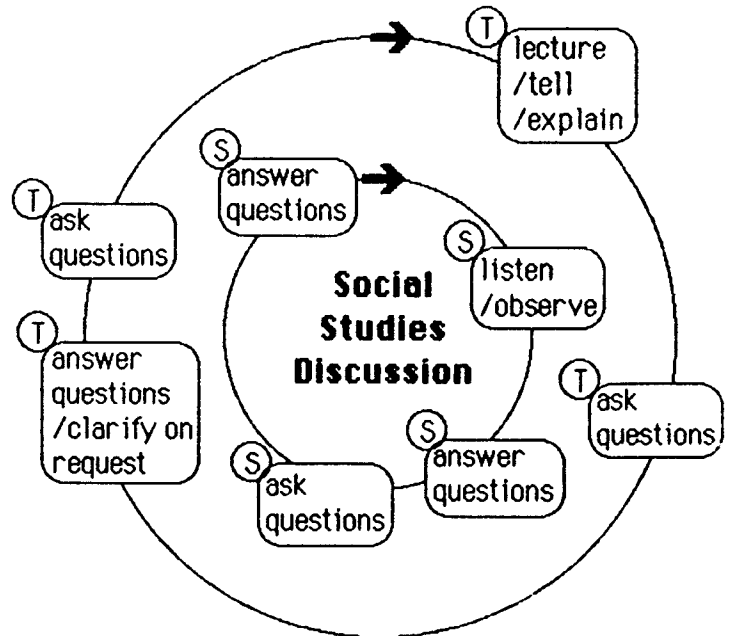 T
lecture
/tell
/explain
S
answer
questions
T
ask
questions
S
listen
/observe
Social
Studies
Discussion
T
answer
questions
/clarify on
request
T
ask
questions
S
answer
questions
S
ask
questions